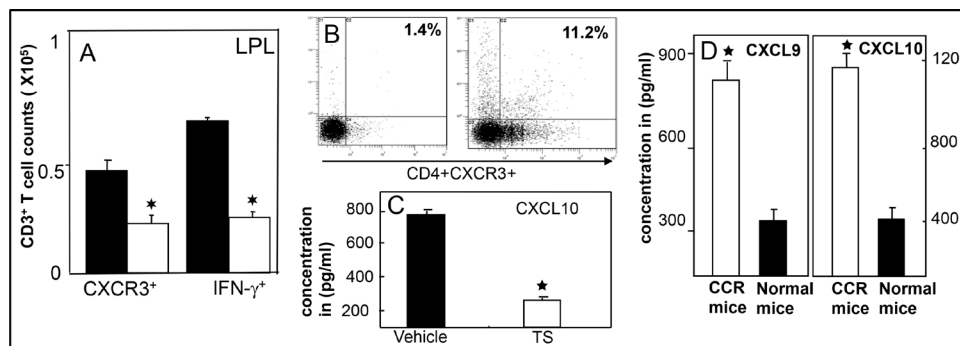 A
LPL
CD3⁺ T cell counts ( X10⁵)
1
0.5
0
CXCR3⁺
IFN-γ⁺
B
1.4%
11.2%
CD4+CXCR3+
C
CXCL10
concentration
in (pg/ml)
800
600
400
200
Vehicle
TS
D
CXCL9
CXCL10
concentration in (pg/ml)
900
600
300
1200
800
400
CCR
mice
Normal
mice
CCR
mice
Normal
mice